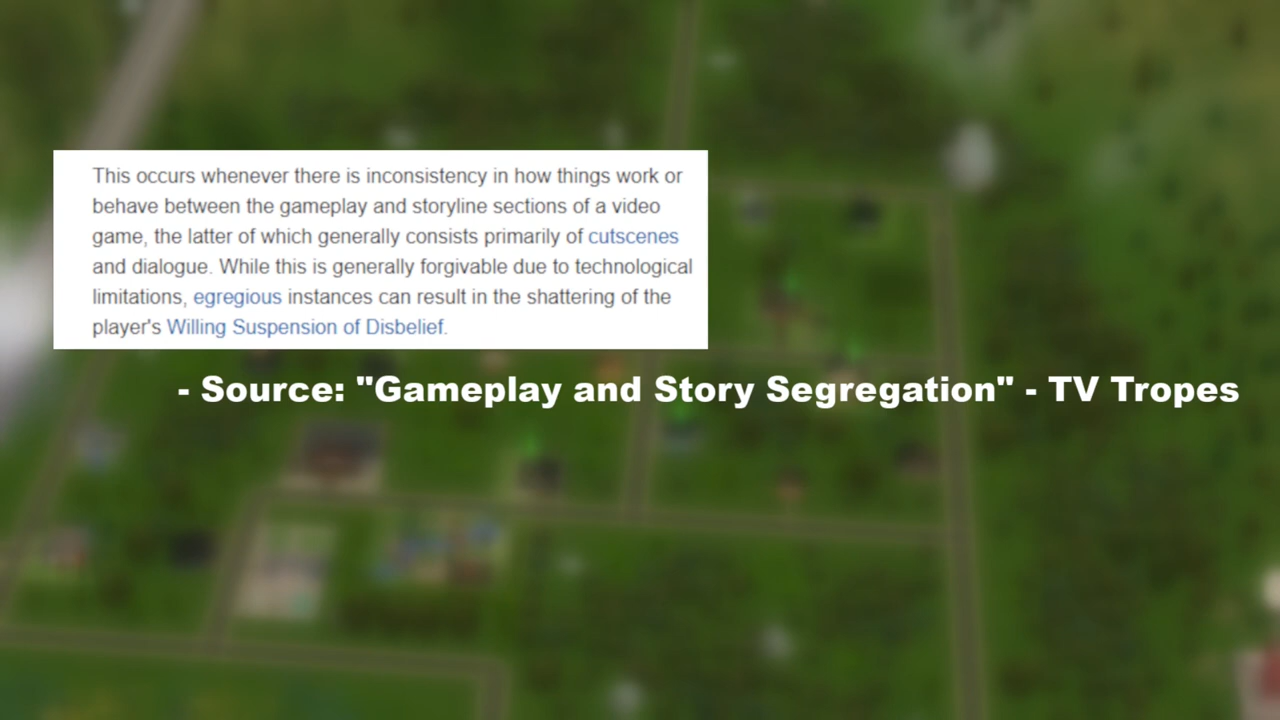 This occurs whenever there is inconsistency in how things work or
behave between the gameplay and storyline sections of a video
game, the latter of which generally consists primarily of cutscenes
and dialogue. While this is generally forgivable due to technological
limitations, egregious instances can result in the shattering of the
player's Willing Suspension of Disbelief.
- Source: "Gameplay and Story Segregation" - TV Tropes